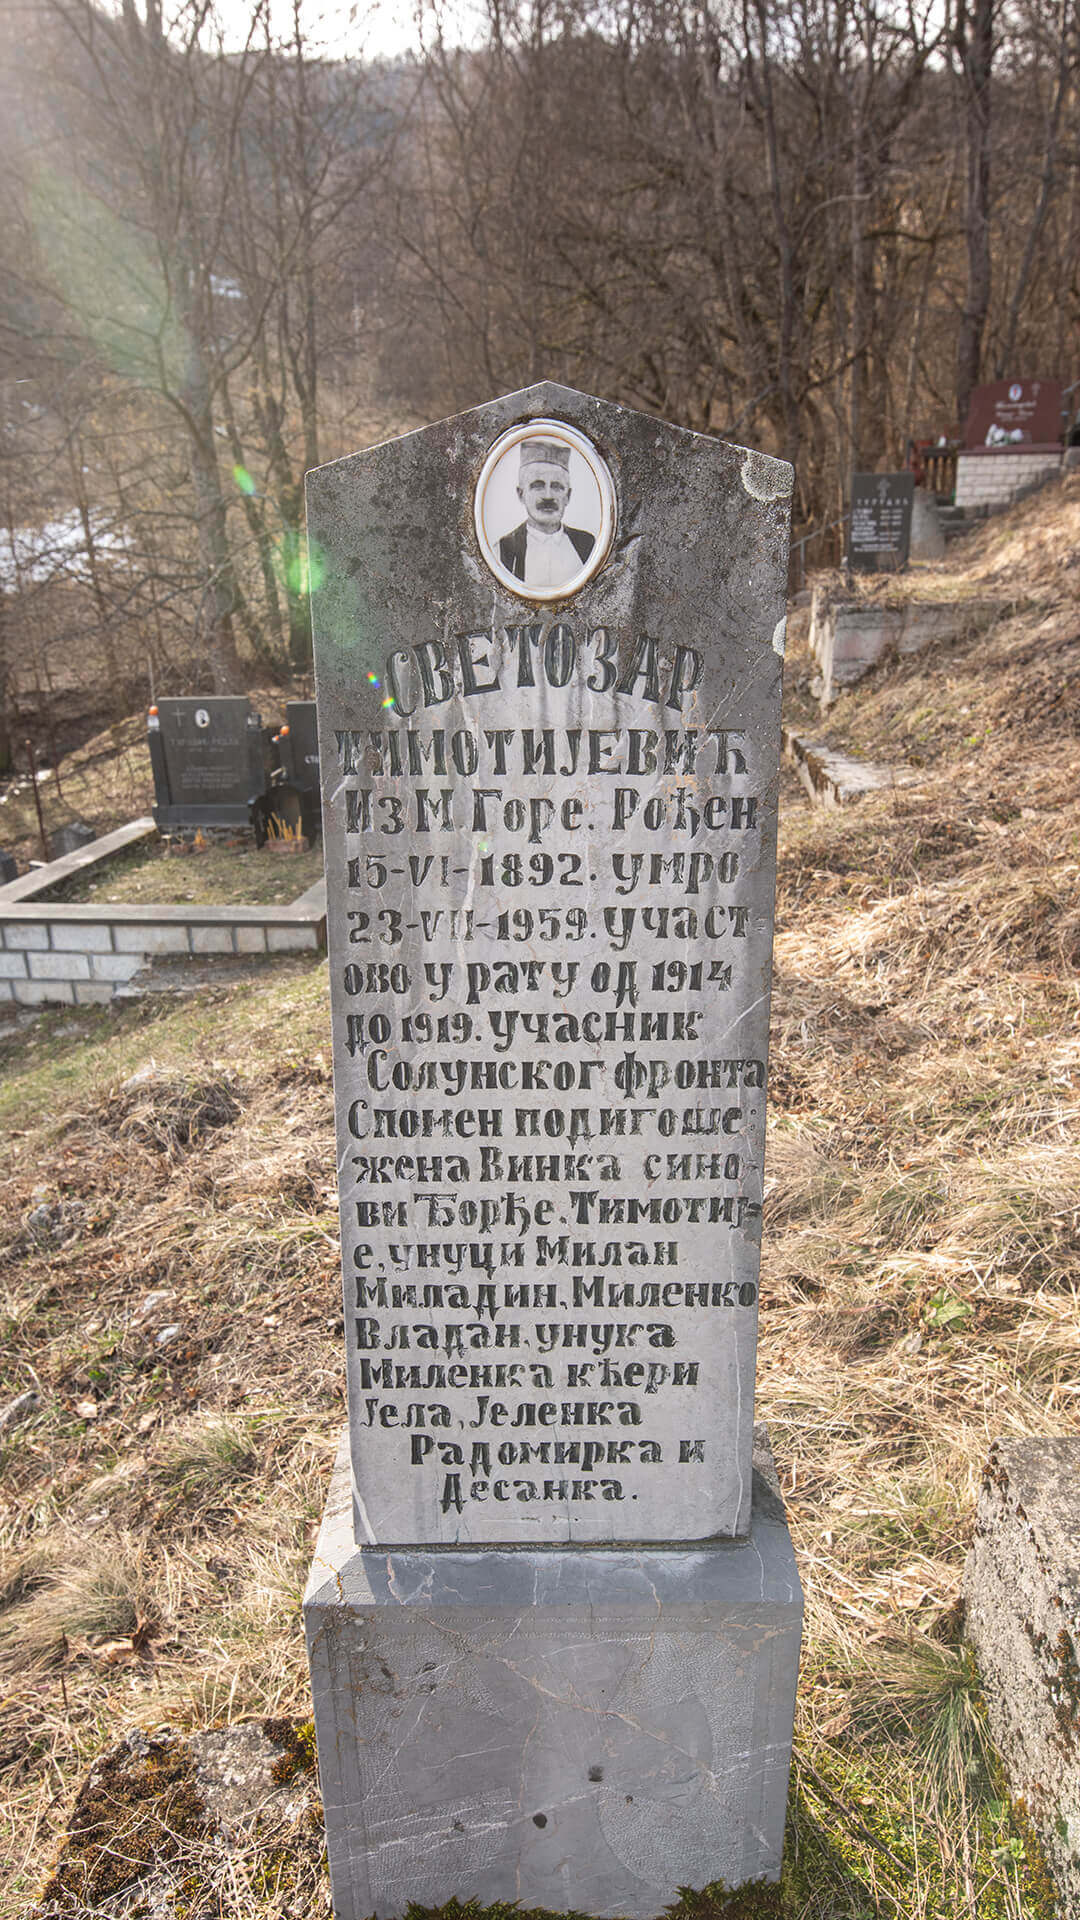 СВЕТОЗАР
ТИМОТИЈЕВИЋ
Из М. Горе. Рођен
15-VI-1892. умро
23-VII-1959. Участ-
ово у рату од 1914
до 1919. Учасник
Солунског фронта
Спомен подигоше:
жена Винка сино-
ви Ђорђе, Тимотиј-
е, унуци Милан
Миладин, Миленко
Владан, унука
Миленка кћери
Јела, Јеленка
Радомирка и
Десанка.